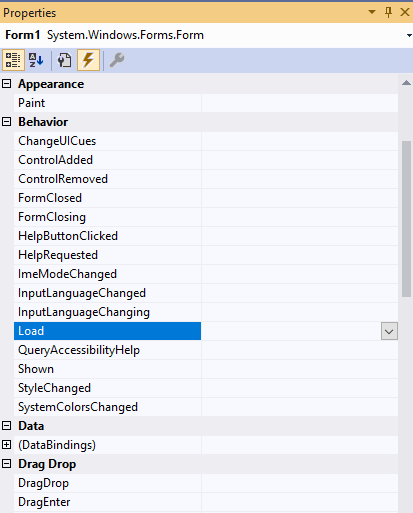 Properties
Form1 System.Windows.Forms.Form
Appearance
Paint
Behavior
ChangeUICues
ControlAdded
ControlRemoved
FormClosed
FormClosing
HelpButtonClicked
HelpRequested
ImeModeChanged
InputLanguageChanged
InputLanguageChanging
Load
QueryAccessibilityHelp
Shown
StyleChanged
SystemColorsChanged
Data
(DataBindings)
Drag Drop
DragDrop
DragEnter